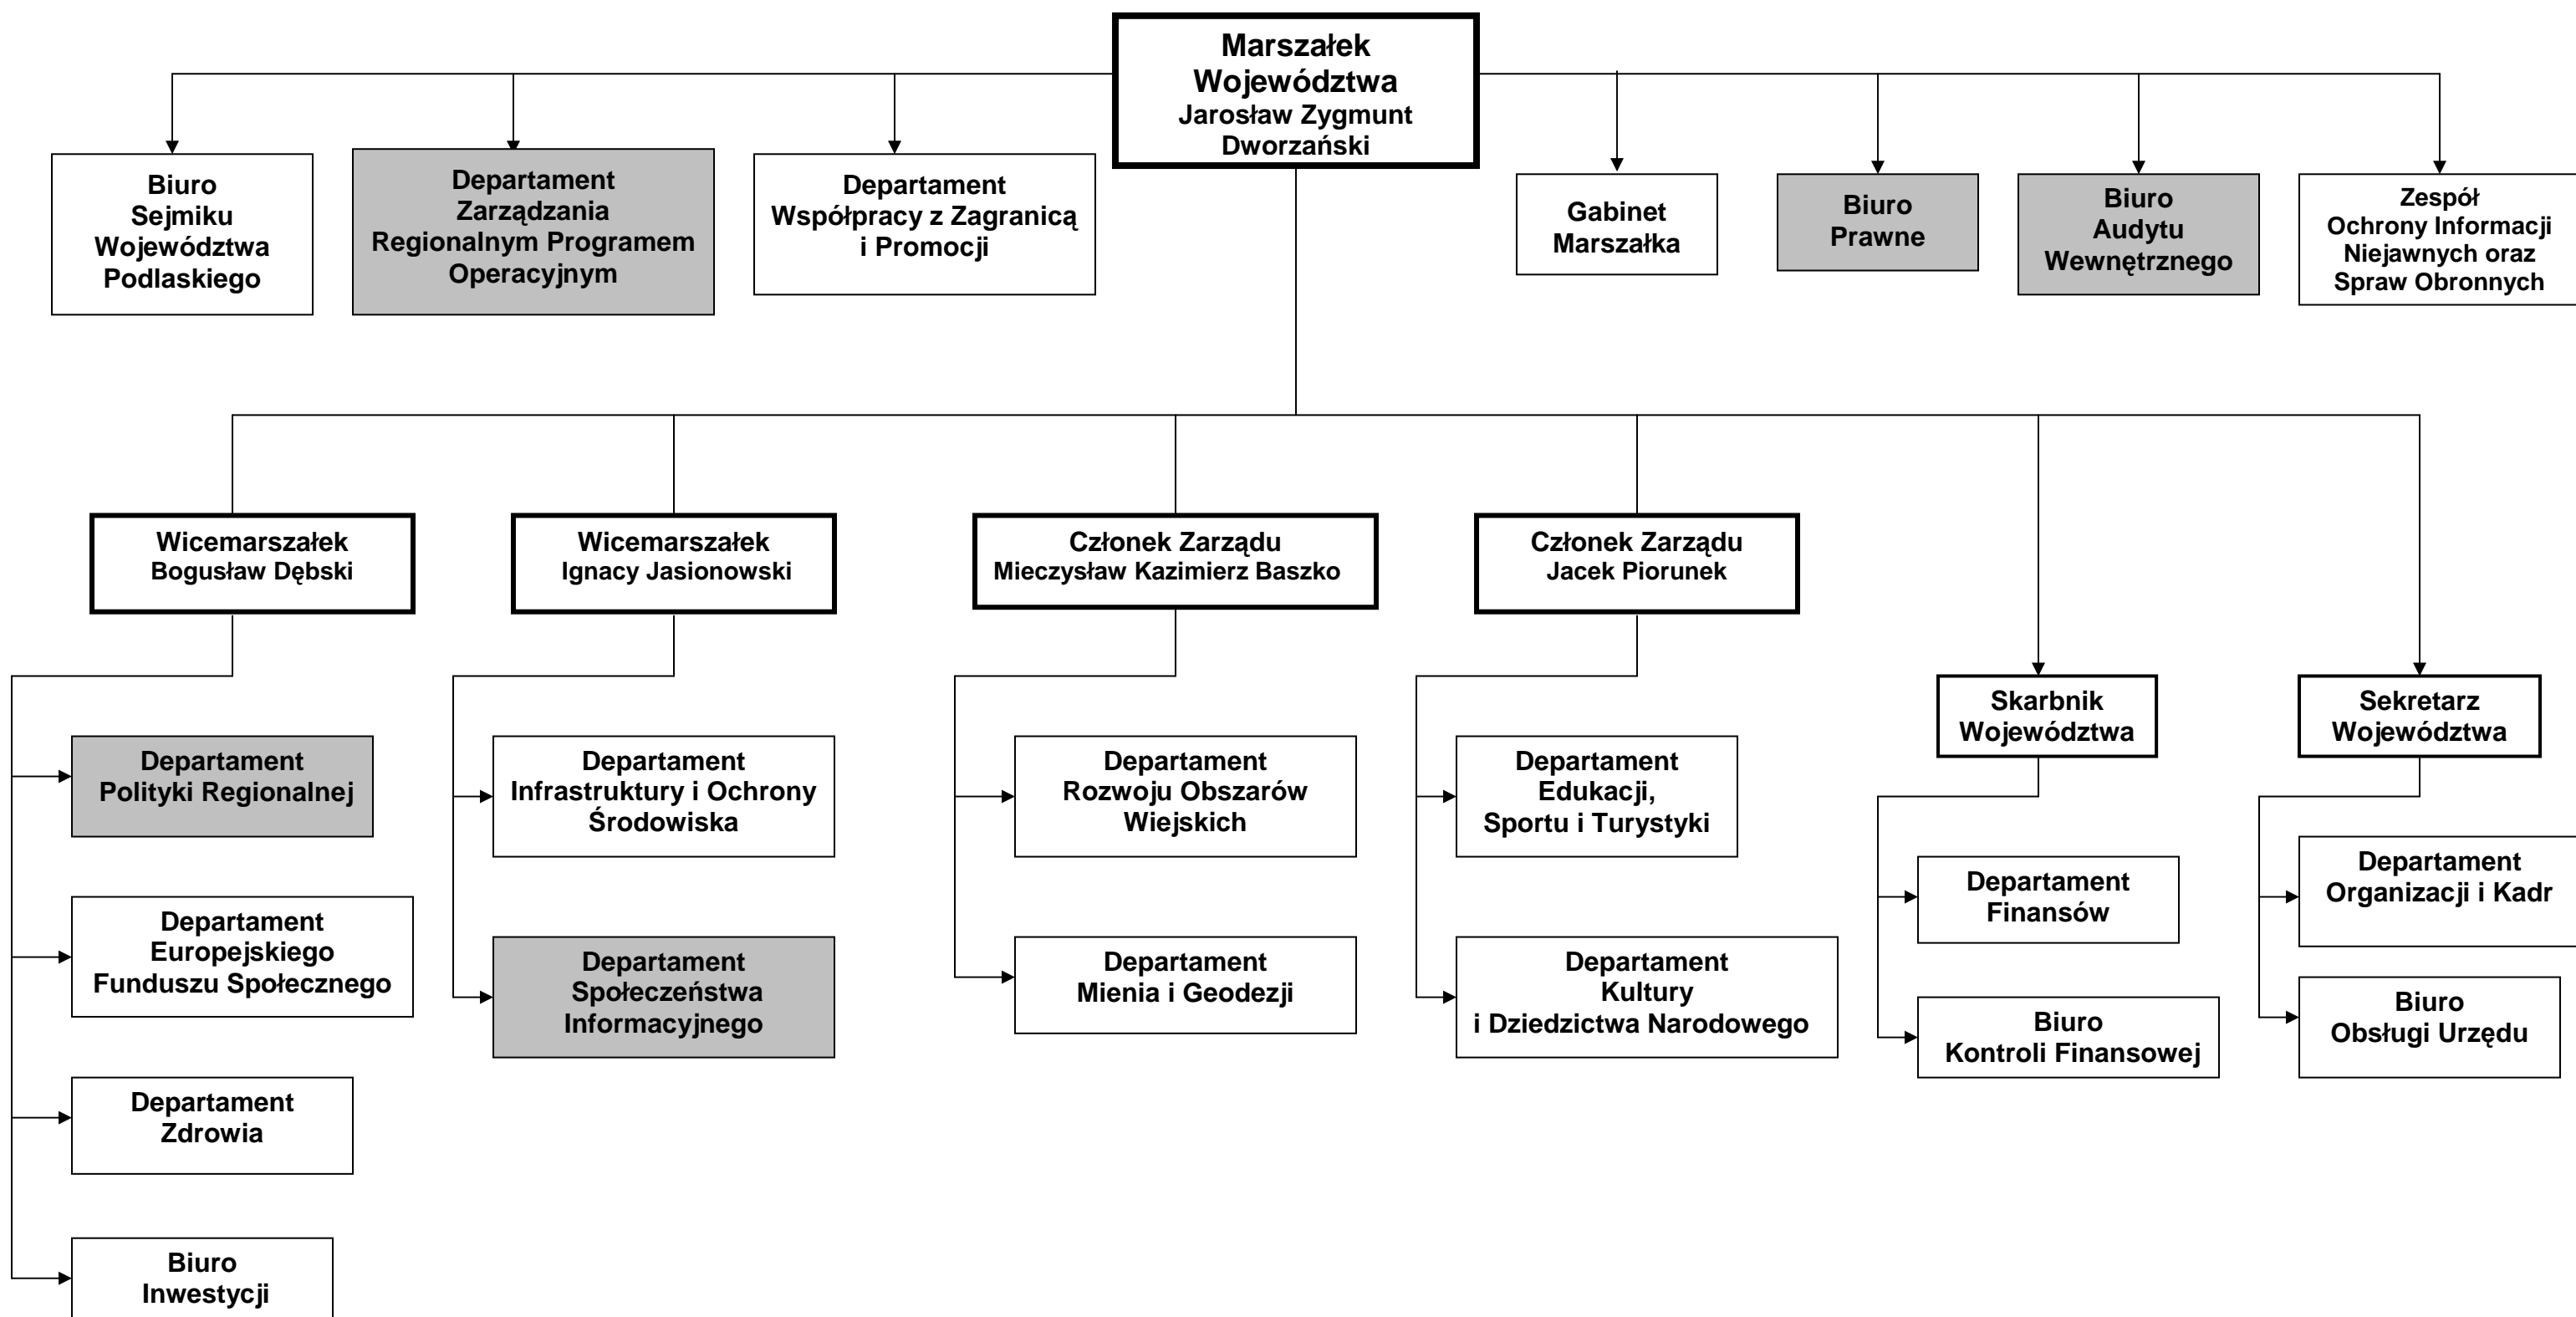 Marszałek
Województwa
Jarosław Zygmunt
Dworzański
Biuro
Sejmiku
Województwa
Podlaskiego
Departament
Zarządzania
Regionalnym Programem
Operacyjnym
Departament
Współpracy z Zagranicą
i Promocji
Gabinet
Marszałka
Biuro
Prawne
Biuro
Audytu
Wewnętrznego
Zespół
Ochrony Informacji
Niejawnych oraz
Spraw Obronnych
Wicemarszałek
Bogusław Dębski
Wicemarszałek
Ignacy Jasionowski
Członek Zarządu
Mieczysław Kazimierz Baszko
Członek Zarządu
Jacek Piorunek
Skarbnik
Województwa
Sekretarz
Województwa
Departament
Polityki Regionalnej
Departament
Europejskiego
Funduszu Społecznego
Departament
Zdrowia
Biuro
Inwestycji
Departament
Infrastruktury i Ochrony
Środowiska
Departament
Społeczeństwa
Informacyjnego
Departament
Rozwoju Obszarów
Wiejskich
Departament
Mienia i Geodezji
Departament
Edukacji,
Sportu i Turystyki
Departament
Kultury
i Dziedzictwa Narodowego
Departament
Finansów
Biuro
Kontroli Finansowej
Departament
Organizacji i Kadr
Biuro
Obsługi Urzędu